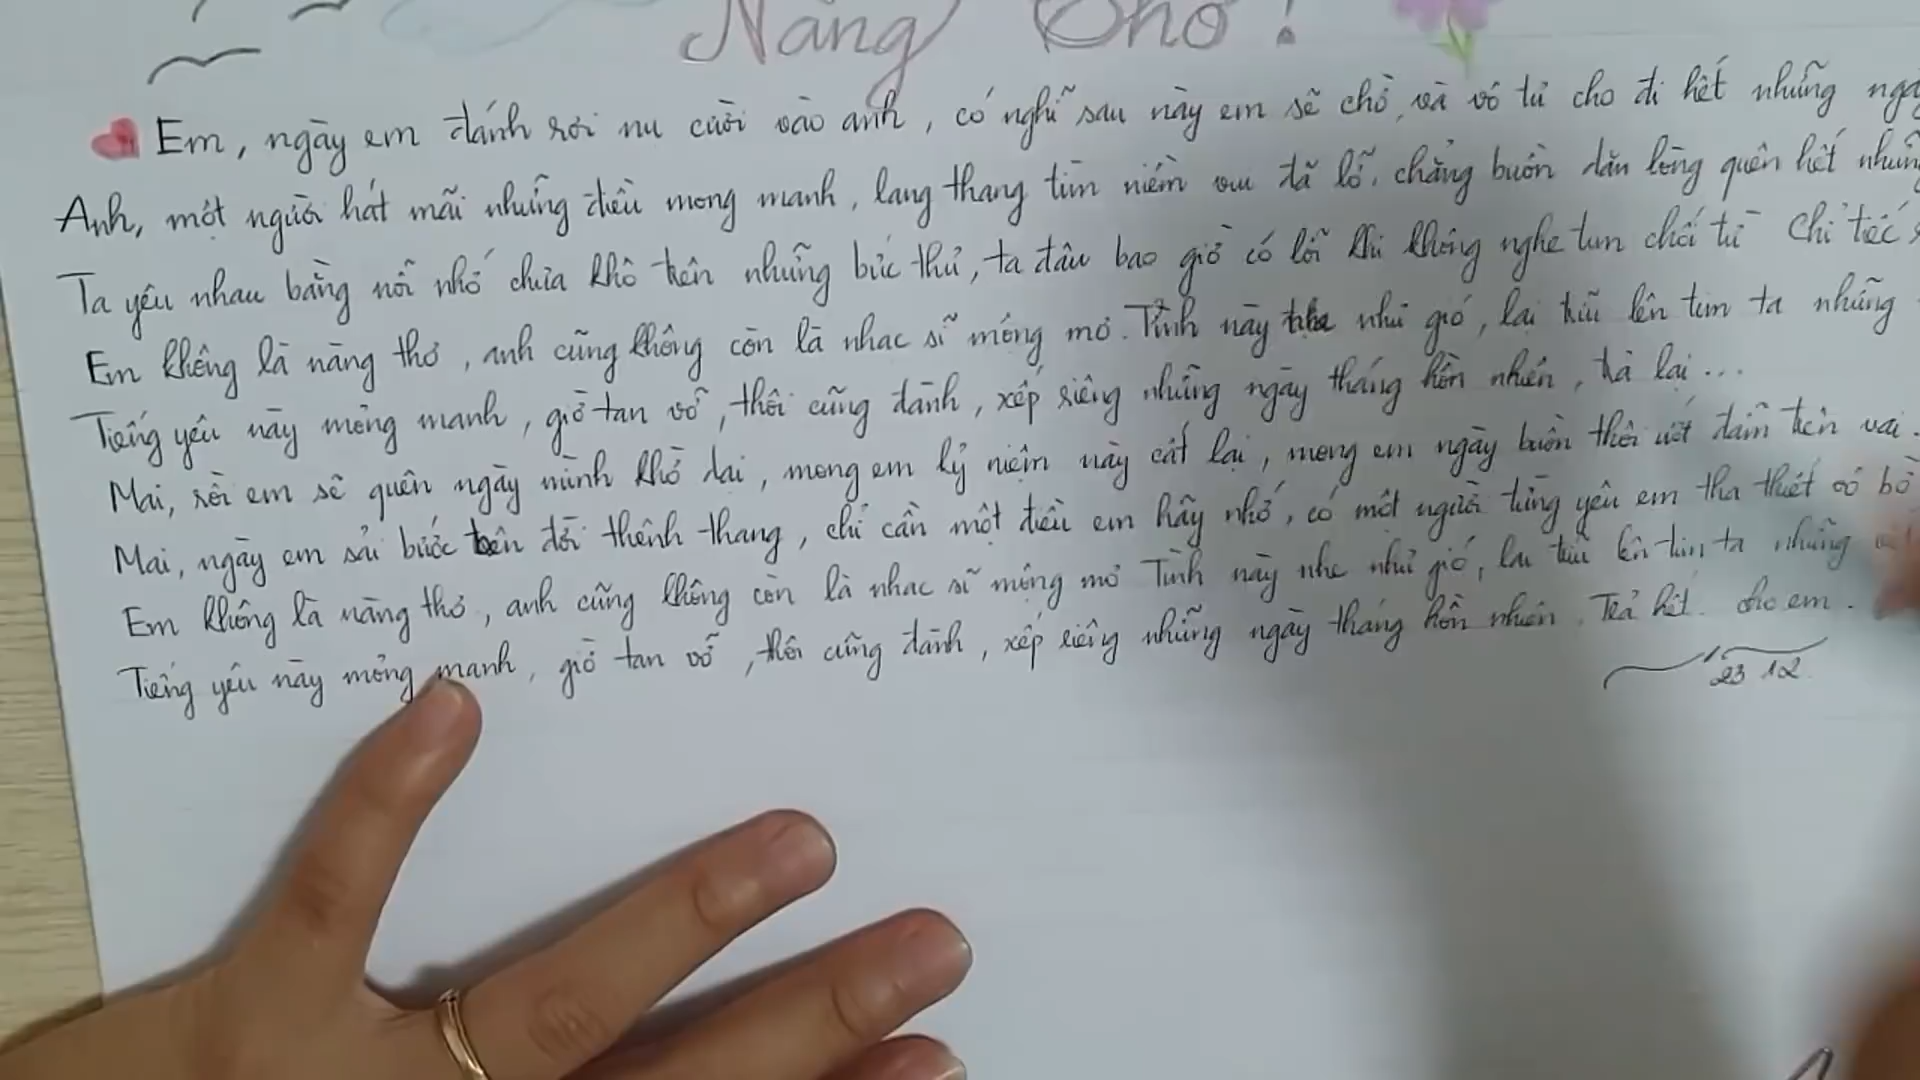 Nàng Thơ!
Em, ngày em đánh rơi nụ cười vào anh, có nghĩ sau này em sẽ chờ, và vô tư cho đi hết những
Anh, một người hát mãi những điều mong manh, lang thang tìm niềm vui đã lỡ, chẳng buồn dặn lòng quên hết những
Ta yêu nhau bằng nỗi nhớ chưa khô trên những bức thư, ta đâu bao giờ có lỗi khi không nghe tim chối từ Chỉ tiếc
Em không là nàng thơ, anh cũng không còn là nhạc sĩ mộng mơ. Tình này như gió, lại trĩu lên tim ta những
Tiếng yêu này mỏng manh, giờ tan vỡ, thôi cũng đành, xếp riêng những ngày tháng hồn nhiên, trả lại...
Mai, rồi em sẽ quên ngày mình khờ dại, mong em kỷ niệm này cất lại, mong em ngày buồn thôi ướt đẫm trên vai.
Mai, ngày em sải bước bên đời thênh thang, chỉ cần một điều em hãy nhớ, có một người từng yêu em tha thiết vô bờ
Em không là nàng thơ, anh cũng không còn là nhạc sĩ mộng mơ Tình này nhẹ như gió, lại trĩu lên tim ta những
Tiếng yêu này mỏng manh, giờ tan vỡ, thôi cũng đành, xếp riêng những ngày tháng hồn nhiên. Trả hết cho em.
23 12